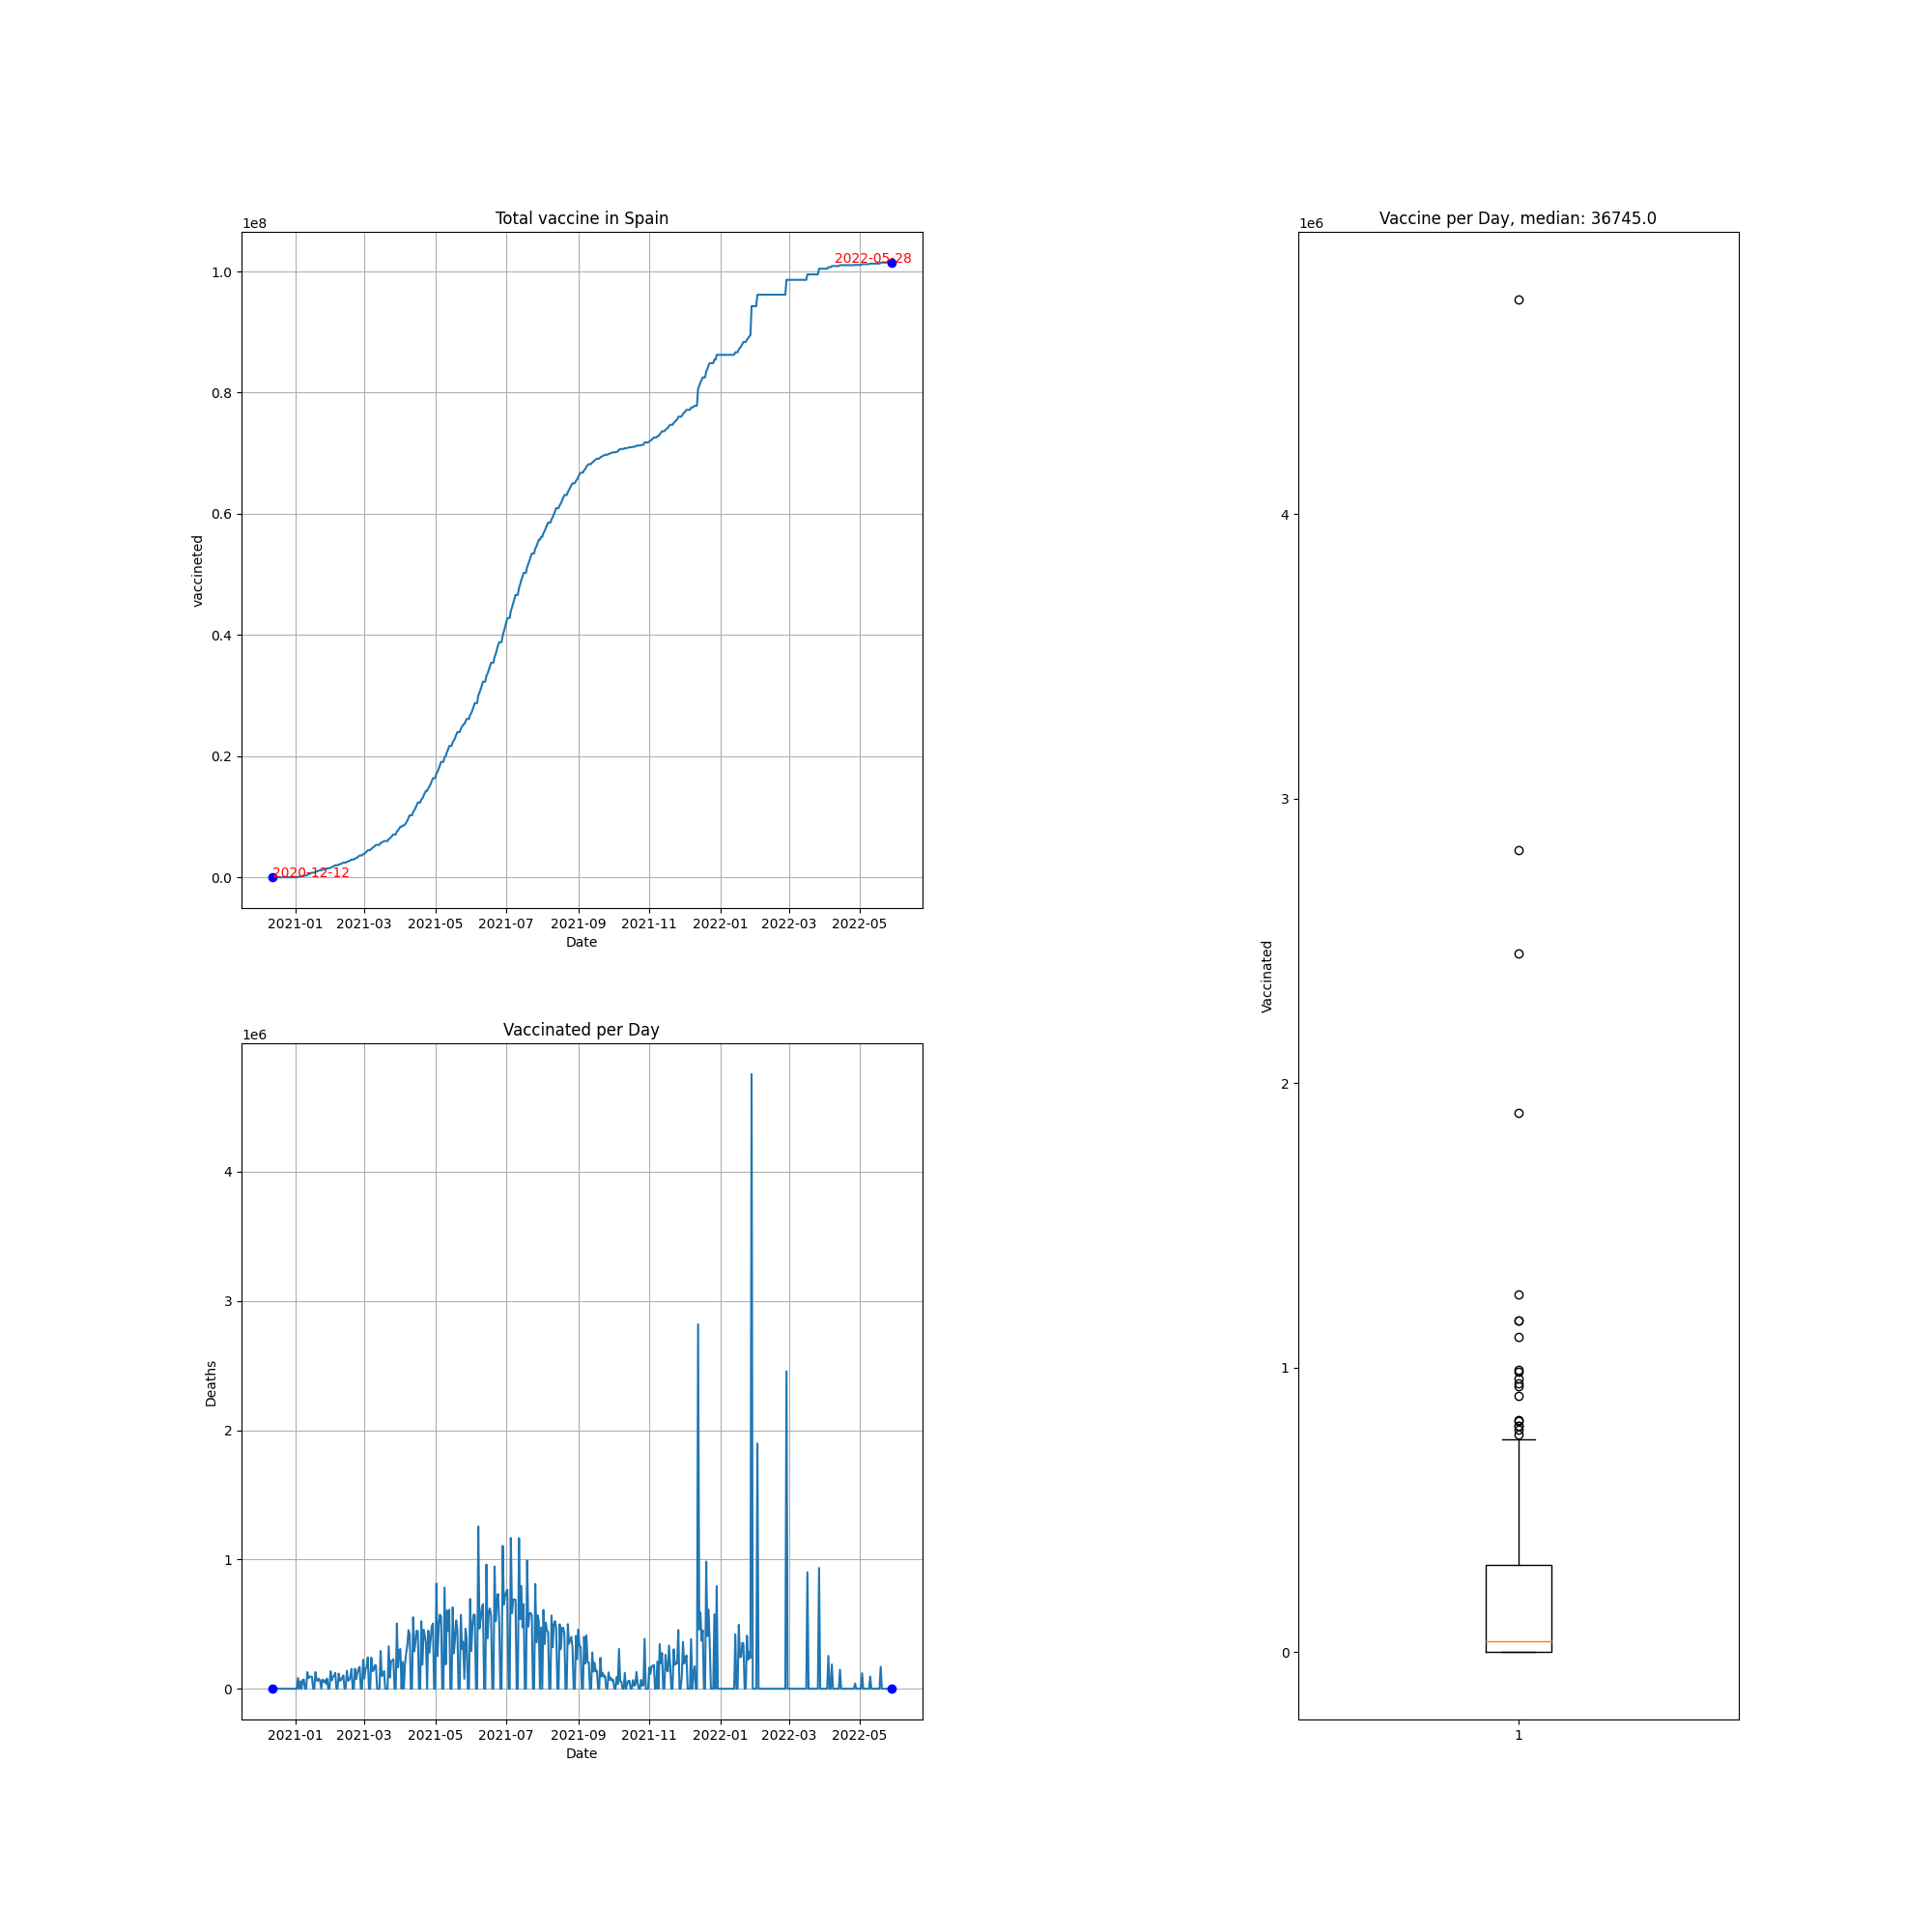 Total vaccine in Spain
1e8
1.0
0.8
0.6
0.4
0.2
0.0
vaccineted
2022-05-28
2020-12-12
2021-01 2021-03 2021-05 2021-07 2021-09 2021-11 2022-01 2022-03 2022-05
Date
Vaccinated per Day
1e6
4
3
2
1
0
Deaths
2021-01 2021-03 2021-05 2021-07 2021-09 2021-11 2022-01 2022-03 2022-05
Date
Vaccine per Day, median: 36745.0
1e6
4
3
2
1
0
Vaccinated
1